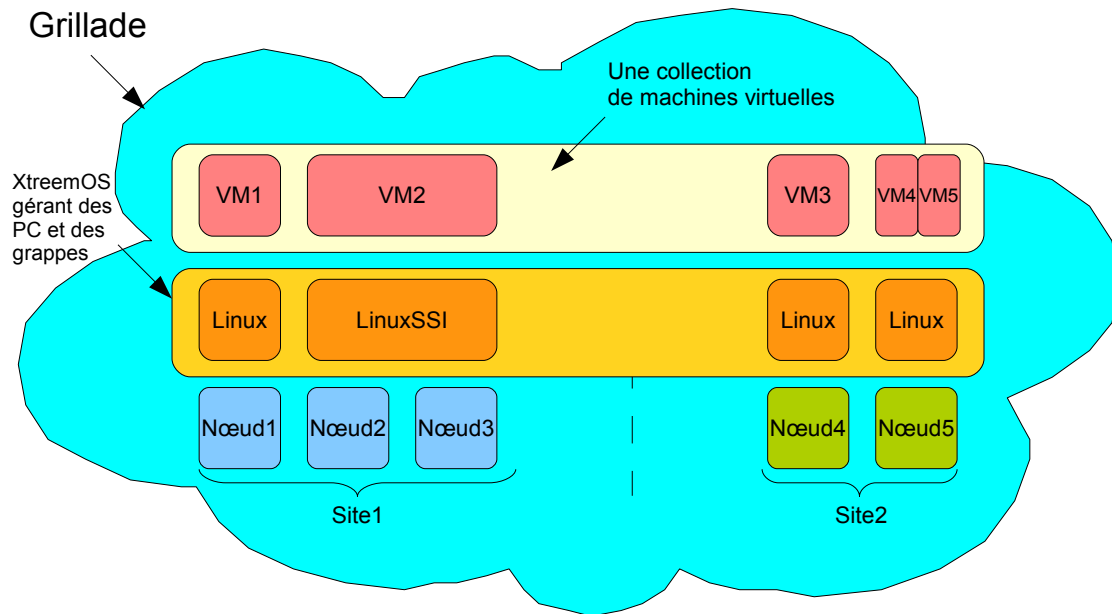 Grillade
Une collection
de machines virtuelles
XtreemOS
gérant des
PC et des
grappes
VM1 VM2 VM3 VM4 VM5
Linux LinuxSSI Linux Linux
Nœud1 Nœud2 Nœud3 Nœud4 Nœud5
Site1 Site2